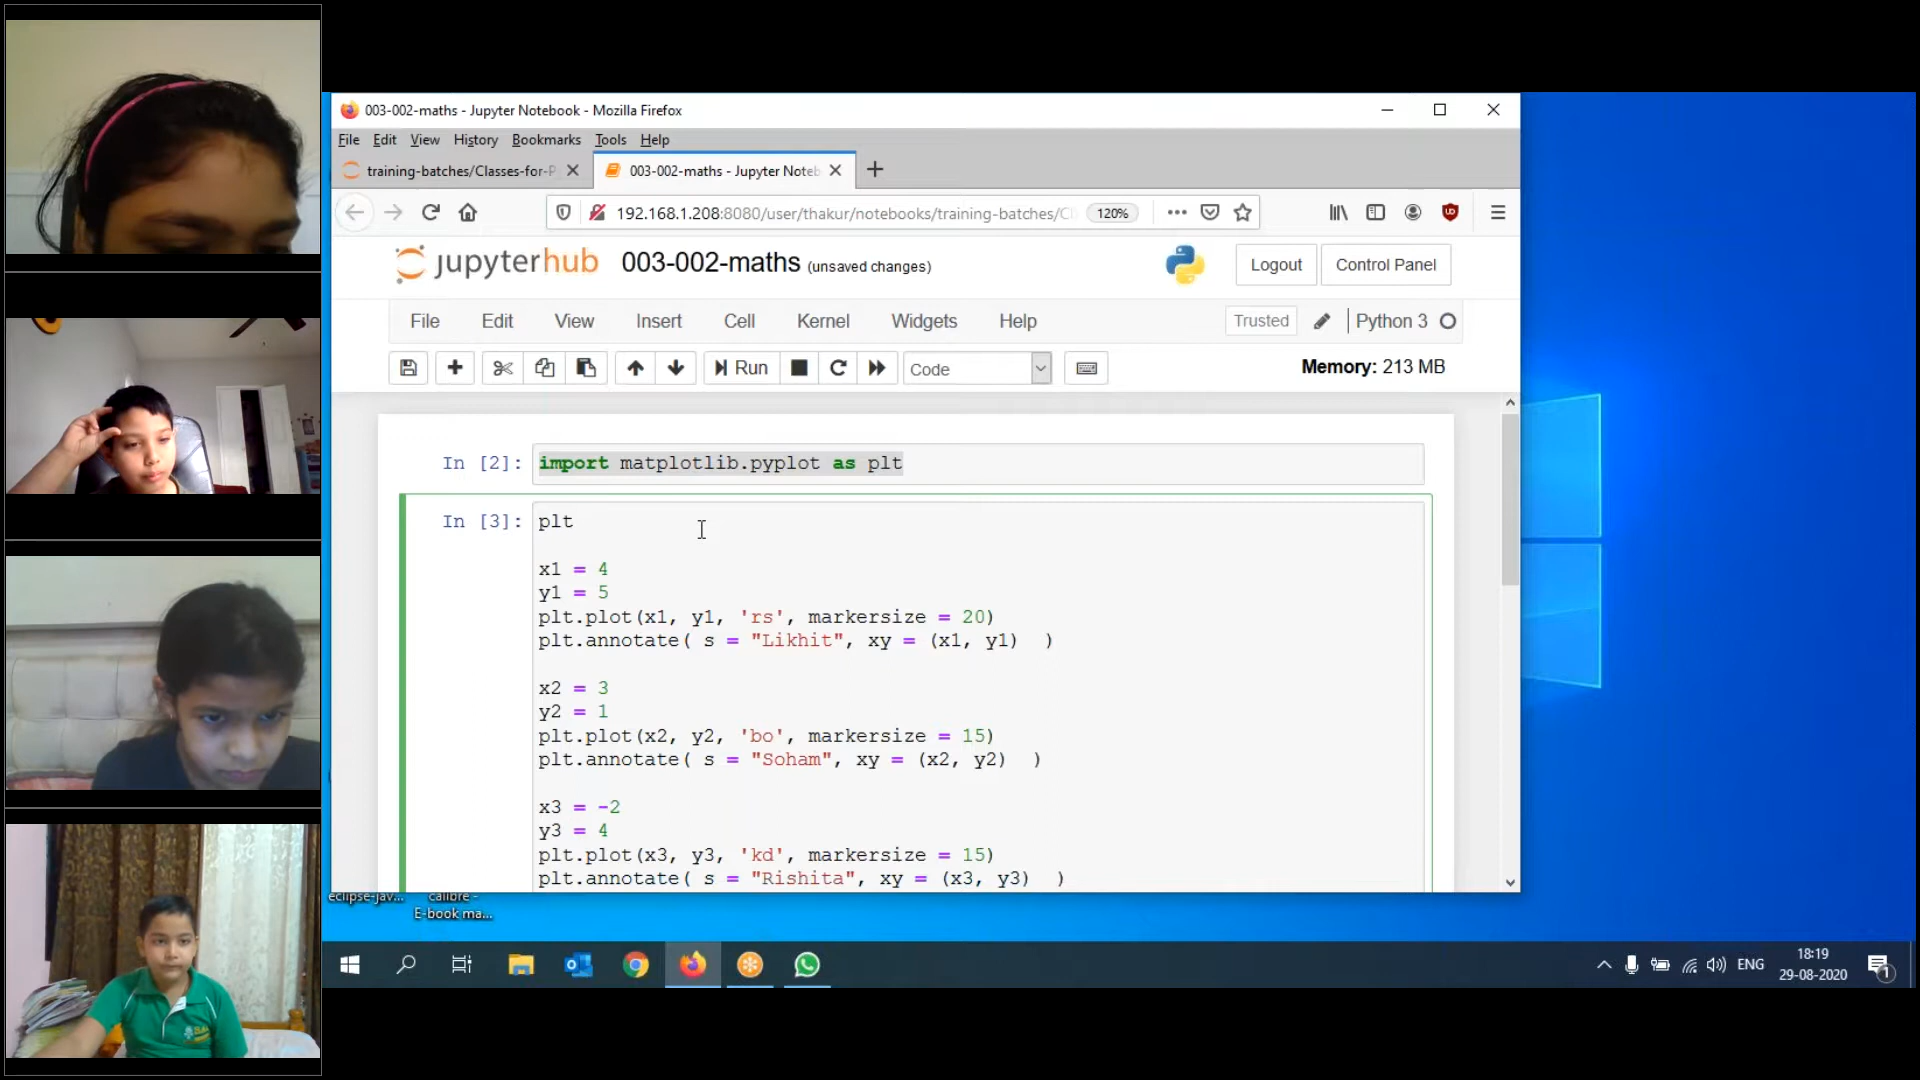 003-002-maths - Jupyter Notebook - Mozilla Firefox
File Edit View History Bookmarks Tools Help
training-batches/Classes-for-P
003-002-maths - Jupyter Noteb
192.168.1.208:8080/user/thakur/notebooks/training-batches/Cl
120%
jupyterhub 003-002-maths (unsaved changes)
Logout
Control Panel
File Edit View Insert Cell Kernel Widgets Help
Trusted
Python 3
Run
Code
Memory: 213 MB
In [2]: import matplotlib.pyplot as plt
In [3]: plt
x1 = 4
y1 = 5
plt.plot(x1, y1, 'rs', markersize = 20)
plt.annotate( s = "Likhit", xy = (x1, y1)  )
x2 = 3
y2 = 1
plt.plot(x2, y2, 'bo', markersize = 15)
plt.annotate( s = "Soham", xy = (x2, y2)  )
x3 = -2
y3 = 4
plt.plot(x3, y3, 'kd', markersize = 15)
plt.annotate( s = "Rishita", xy = (x3, y3)  )
eclipse-jav...
calibre -
E-book ma...
ENG
18:19
29-08-2020
1